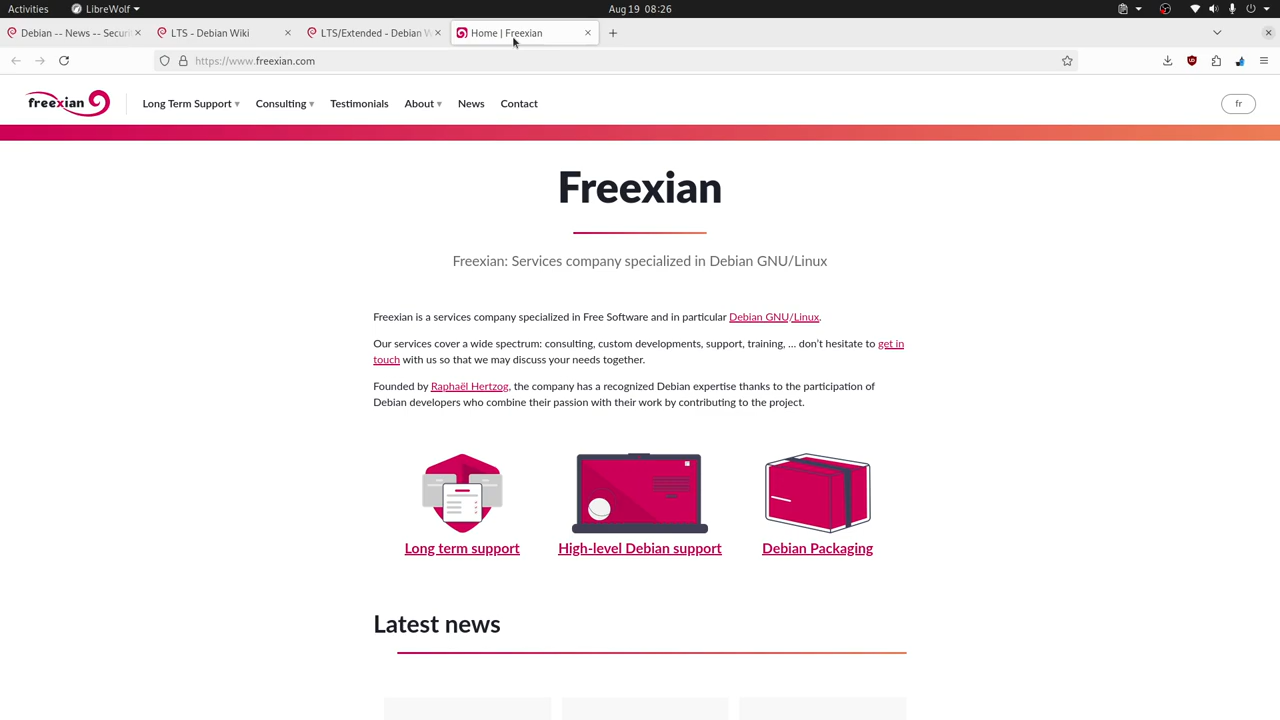 Activities LibreWolf Aug 19 08:26
Debian -- News -- Securi LTS - Debian Wiki LTS/Extended - Debian W Home | Freexian
https://www.freexian.com
freexian Long Term Support Consulting Testimonials About News Contact fr
Freexian
Freexian: Services company specialized in Debian GNU/Linux
Freexian is a services company specialized in Free Software and in particular Debian GNU/Linux.
Our services cover a wide spectrum: consulting, custom developments, support, training, … don't hesitate to get in
touch with us so that we may discuss your needs together.
Founded by Raphaël Hertzog, the company has a recognized Debian expertise thanks to the participation of
Debian developers who combine their passion with their work by contributing to the project.
Long term support High-level Debian support Debian Packaging
Latest news